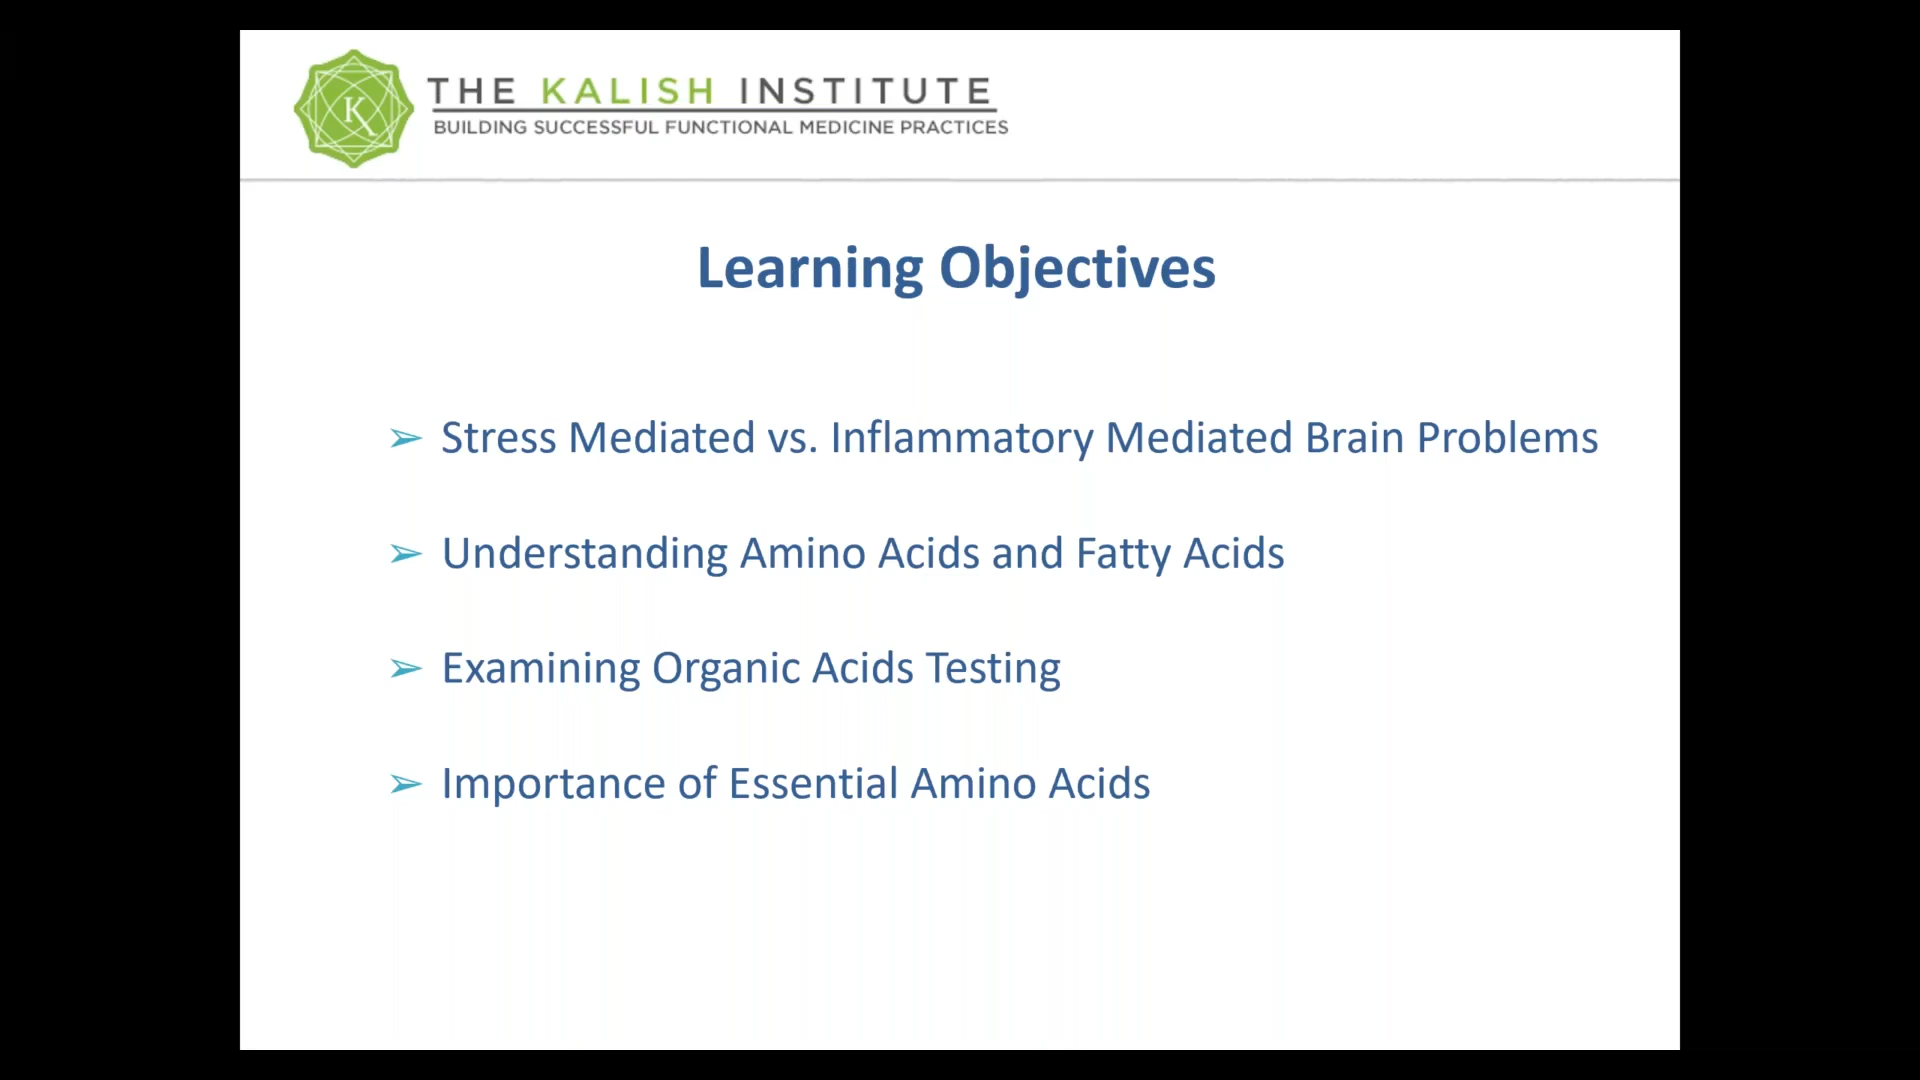 K
THE KALISH INSTITUTE
BUILDING SUCCESSFUL FUNCTIONAL MEDICINE PRACTICES
Learning Objectives
➢ Stress Mediated vs. Inflammatory Mediated Brain Problems
➢ Understanding Amino Acids and Fatty Acids
➢ Examining Organic Acids Testing
➢ Importance of Essential Amino Acids